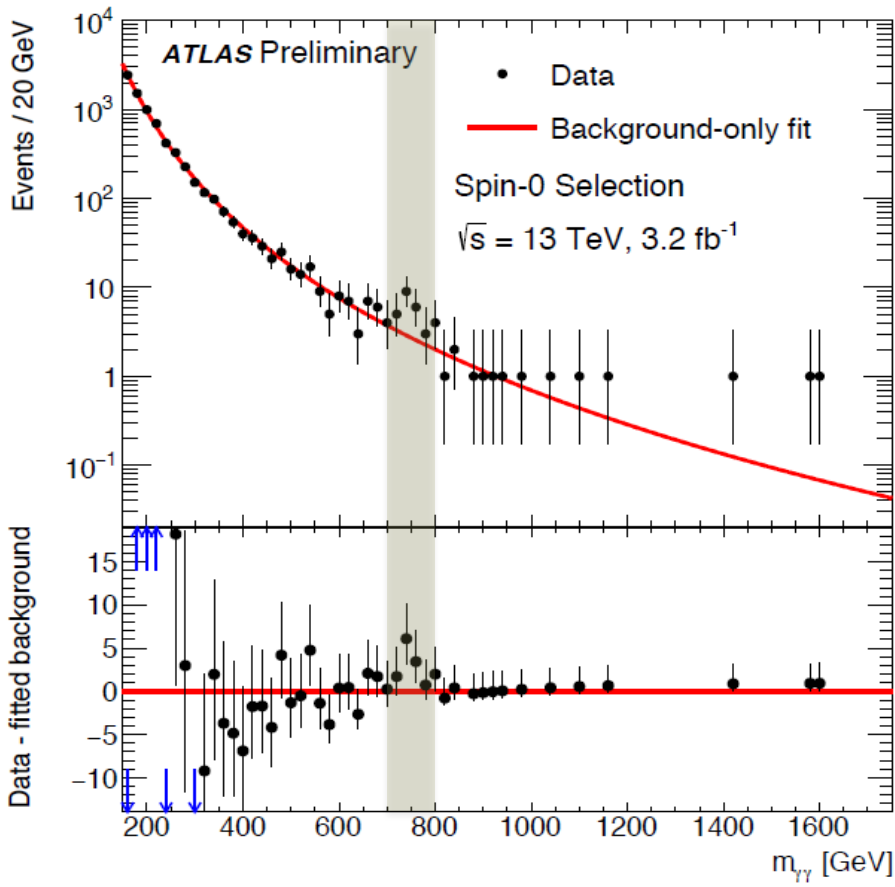 10⁴
10³
10²
10
1
10⁻¹
Events / 20 GeV
ATLAS Preliminary
Data
Background-only fit
Spin-0 Selection
√s = 13 TeV, 3.2 fb⁻¹
15
10
5
0
−5
−10
Data - fitted background
200 400 600 800 1000 1200 1400 1600
mγγ [GeV]